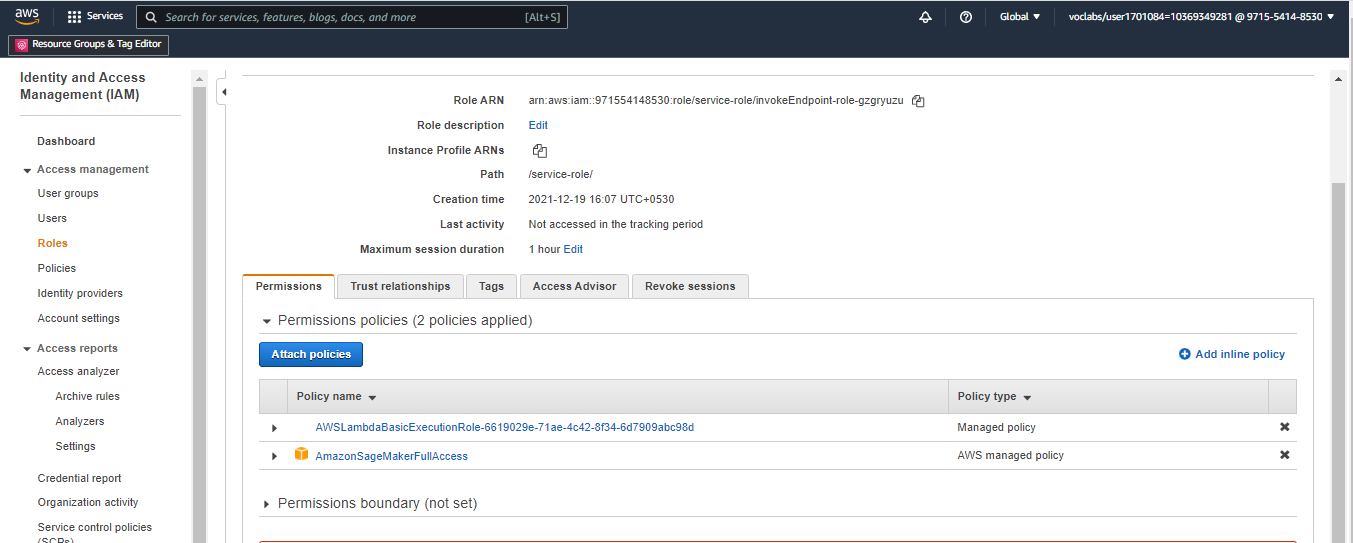 aws Services Search for services, features, blogs, docs, and more [Alt+S] Global voclabs/user1701084=10369349281 @ 9715-5414-8530
Resource Groups & Tag Editor
Identity and Access
Management (IAM)
Dashboard
Access management
User groups
Users
Roles
Policies
Identity providers
Account settings
Access reports
Access analyzer
Archive rules
Analyzers
Settings
Credential report
Organization activity
Service control policies
(SCPs)
Role ARN arn:aws:iam::971554148530:role/service-role/invokeEndpoint-role-gzgryuzu
Role description Edit
Instance Profile ARNs
Path /service-role/
Creation time 2021-12-19 16:07 UTC+0530
Last activity Not accessed in the tracking period
Maximum session duration 1 hour Edit
Permissions Trust relationships Tags Access Advisor Revoke sessions
Permissions policies (2 policies applied)
Attach policies Add inline policy
Policy name Policy type
AWSLambdaBasicExecutionRole-6619029e-71ae-4c42-8f34-6d7909abc98d Managed policy
AmazonSageMakerFullAccess AWS managed policy
Permissions boundary (not set)